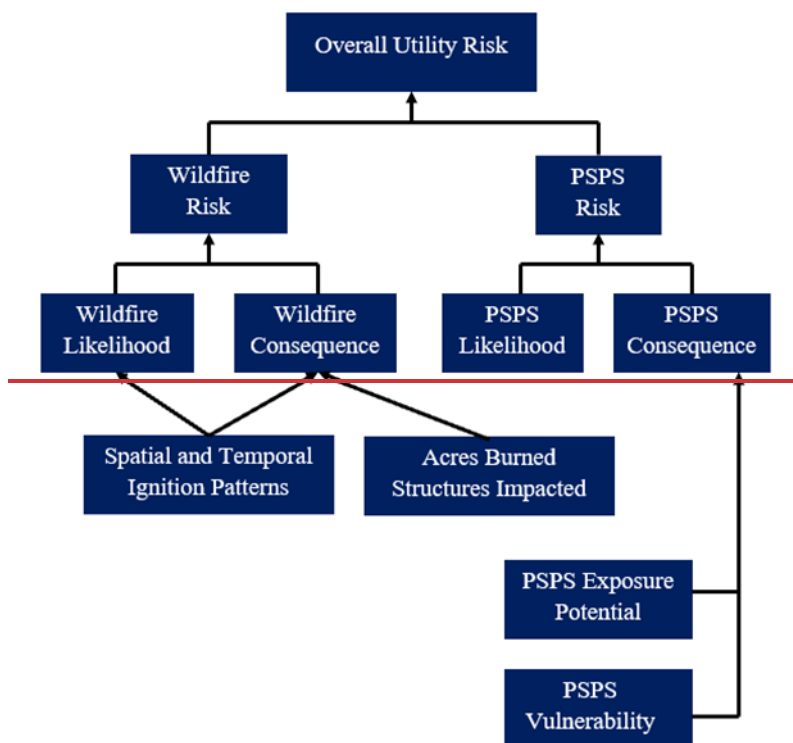 Overall Utility Risk
Wildfire
Risk
PSPS
Risk
Wildfire
Likelihood
Wildfire
Consequence
PSPS
Likelihood
PSPS
Consequence
Spatial and Temporal
Ignition Patterns
Acres Burned
Structures Impacted
PSPS Exposure
Potential
PSPS
Vulnerability